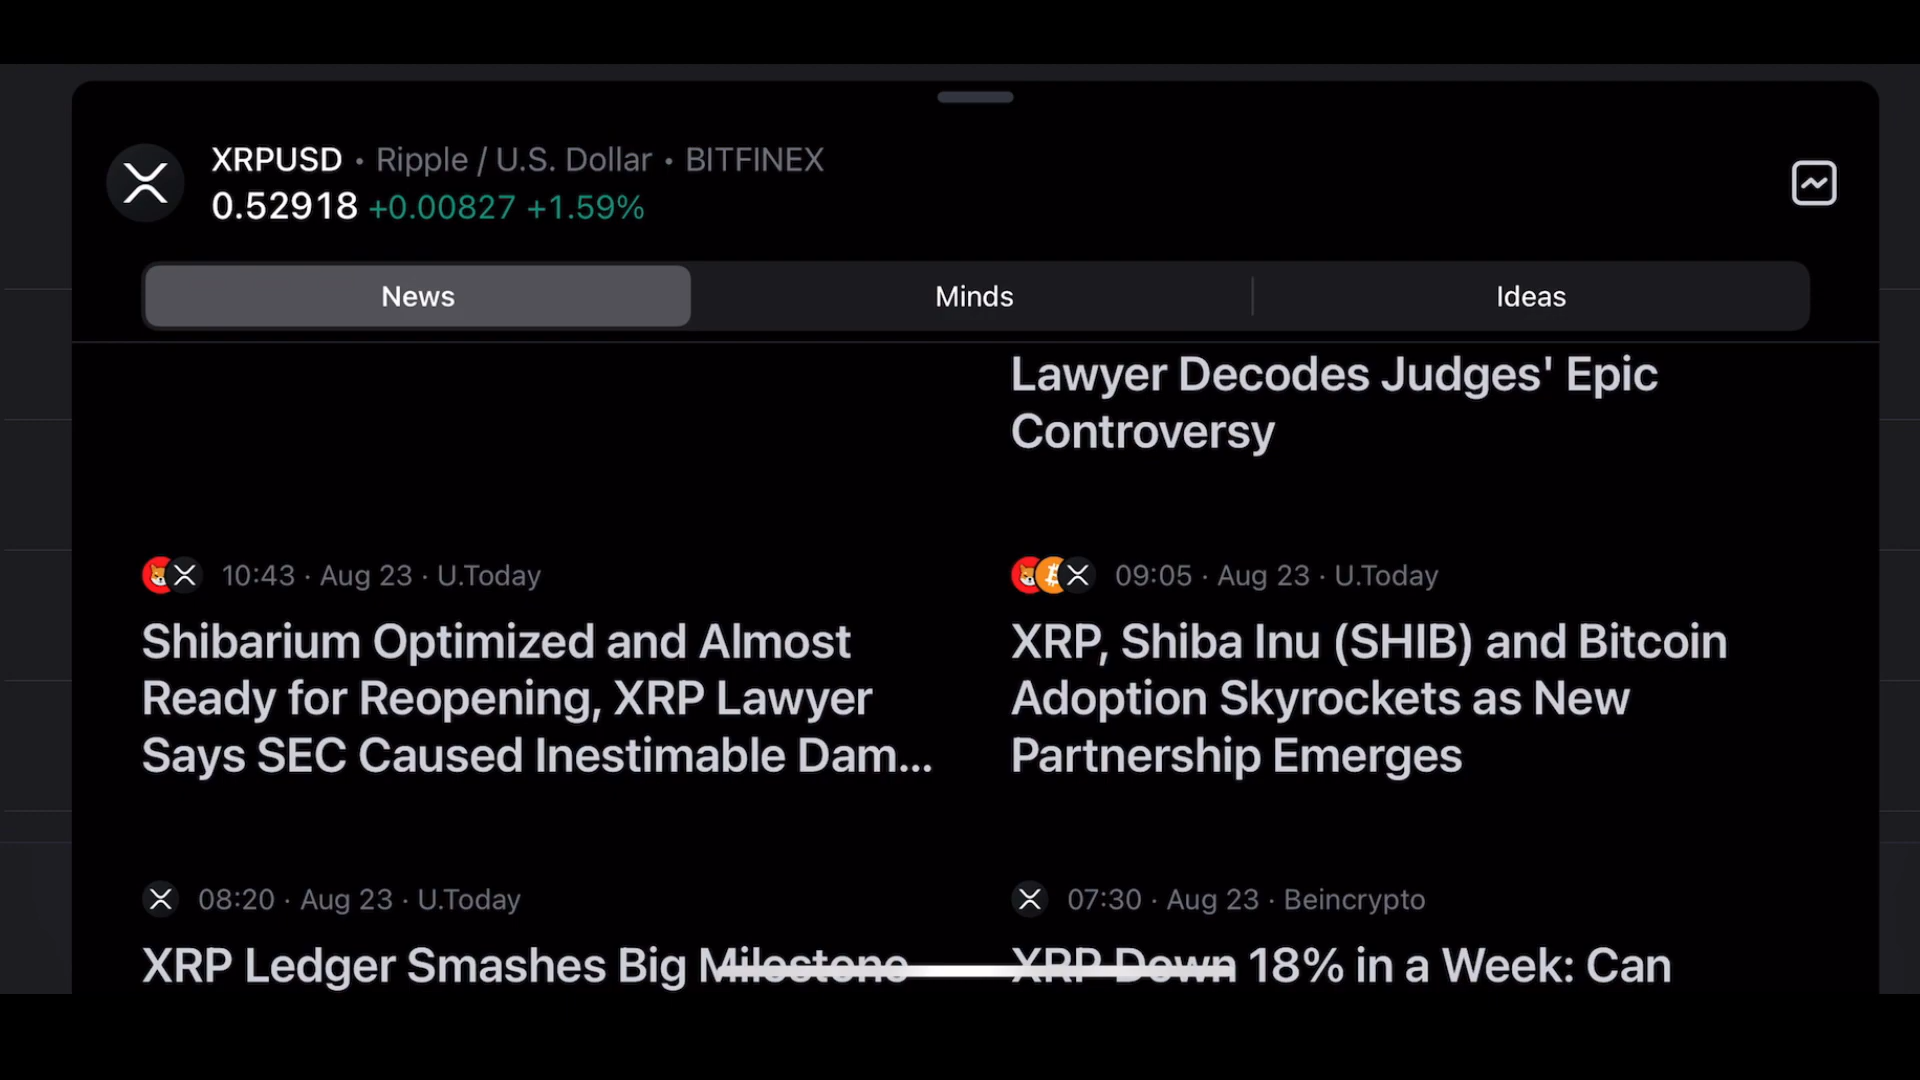 XRPUSD • Ripple / U.S. Dollar • BITFINEX
0.52918 +0.00827 +1.59%
News
Minds
Ideas
Lawyer Decodes Judges' Epic
Controversy
10:43 · Aug 23 · U.Today
Shibarium Optimized and Almost
Ready for Reopening, XRP Lawyer
Says SEC Caused Inestimable Dam...
09:05 · Aug 23 · U.Today
XRP, Shiba Inu (SHIB) and Bitcoin
Adoption Skyrockets as New
Partnership Emerges
08:20 · Aug 23 · U.Today
XRP Ledger Smashes Big Milestone
07:30 · Aug 23 · Beincrypto
XRP Down 18% in a Week: Can